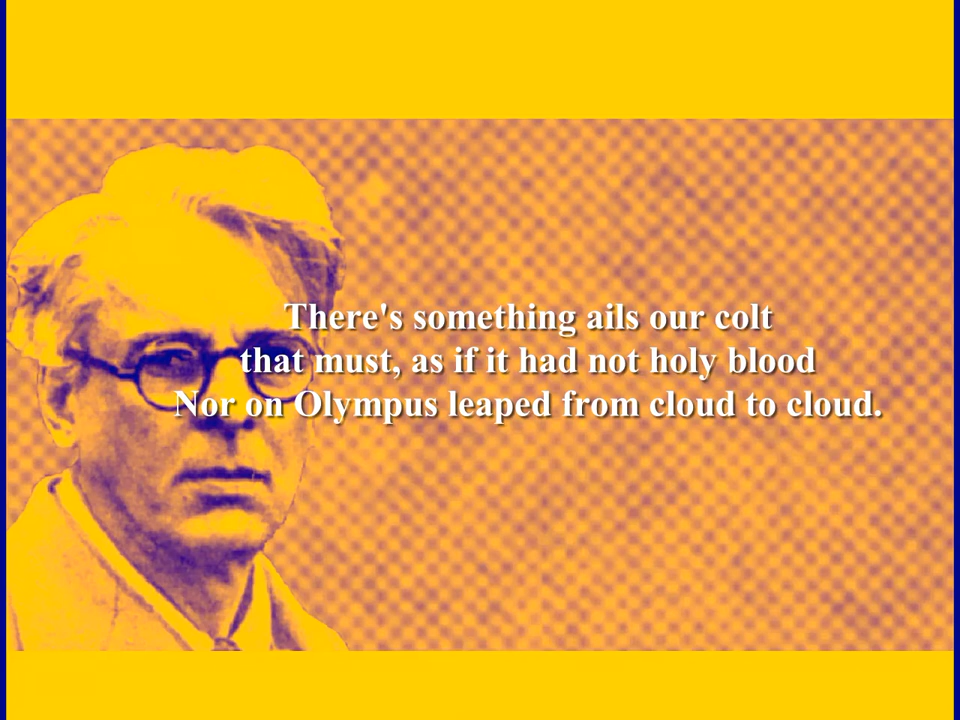 There's something ails our colt
that must, as if it had not holy blood
Nor on Olympus leaped from cloud to cloud.